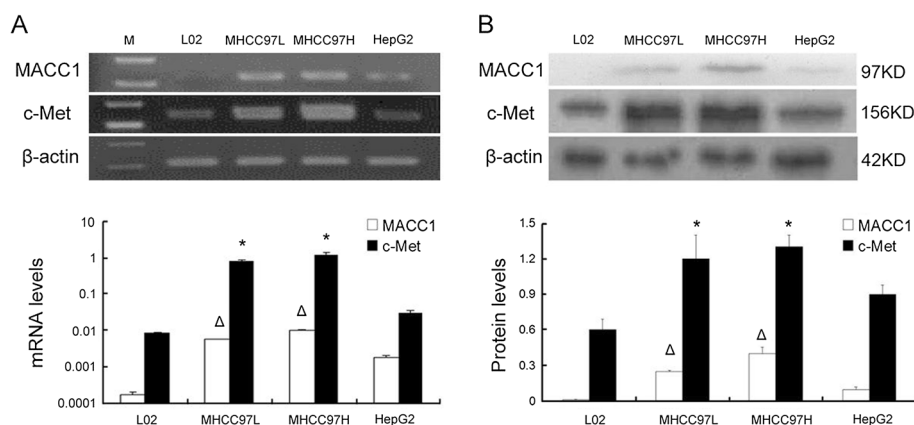 A
M L02 MHCC97L MHCC97H HepG2
MACC1
c-Met
β-actin
mRNA levels
10
1
0.1
0.01
0.001
0.0001
MACC1
c-Met
*
*
Δ
Δ
L02 MHCC97L MHCC97H HepG2
B
L02 MHCC97L MHCC97H HepG2
MACC1 97KD
c-Met 156KD
β-actin 42KD
Protein levels
1.5
1.2
0.9
0.6
0.3
0
MACC1
c-Met
*
*
Δ
Δ
L02 MHCC97L MHCC97H HepG2